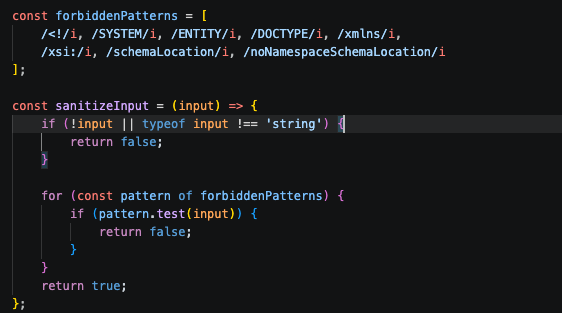 const forbiddenPatterns = [
    /<!/i, /SYSTEM/i, /ENTITY/i, /DOCTYPE/i, /xmlns/i,
    /xsi:/i, /schemaLocation/i, /noNamespaceSchemaLocation/i
];

const sanitizeInput = (input) => {
    if (!input || typeof input !== 'string') {
        return false;
    }

    for (const pattern of forbiddenPatterns) {
        if (pattern.test(input)) {
            return false;
        }
    }
    return true;
};